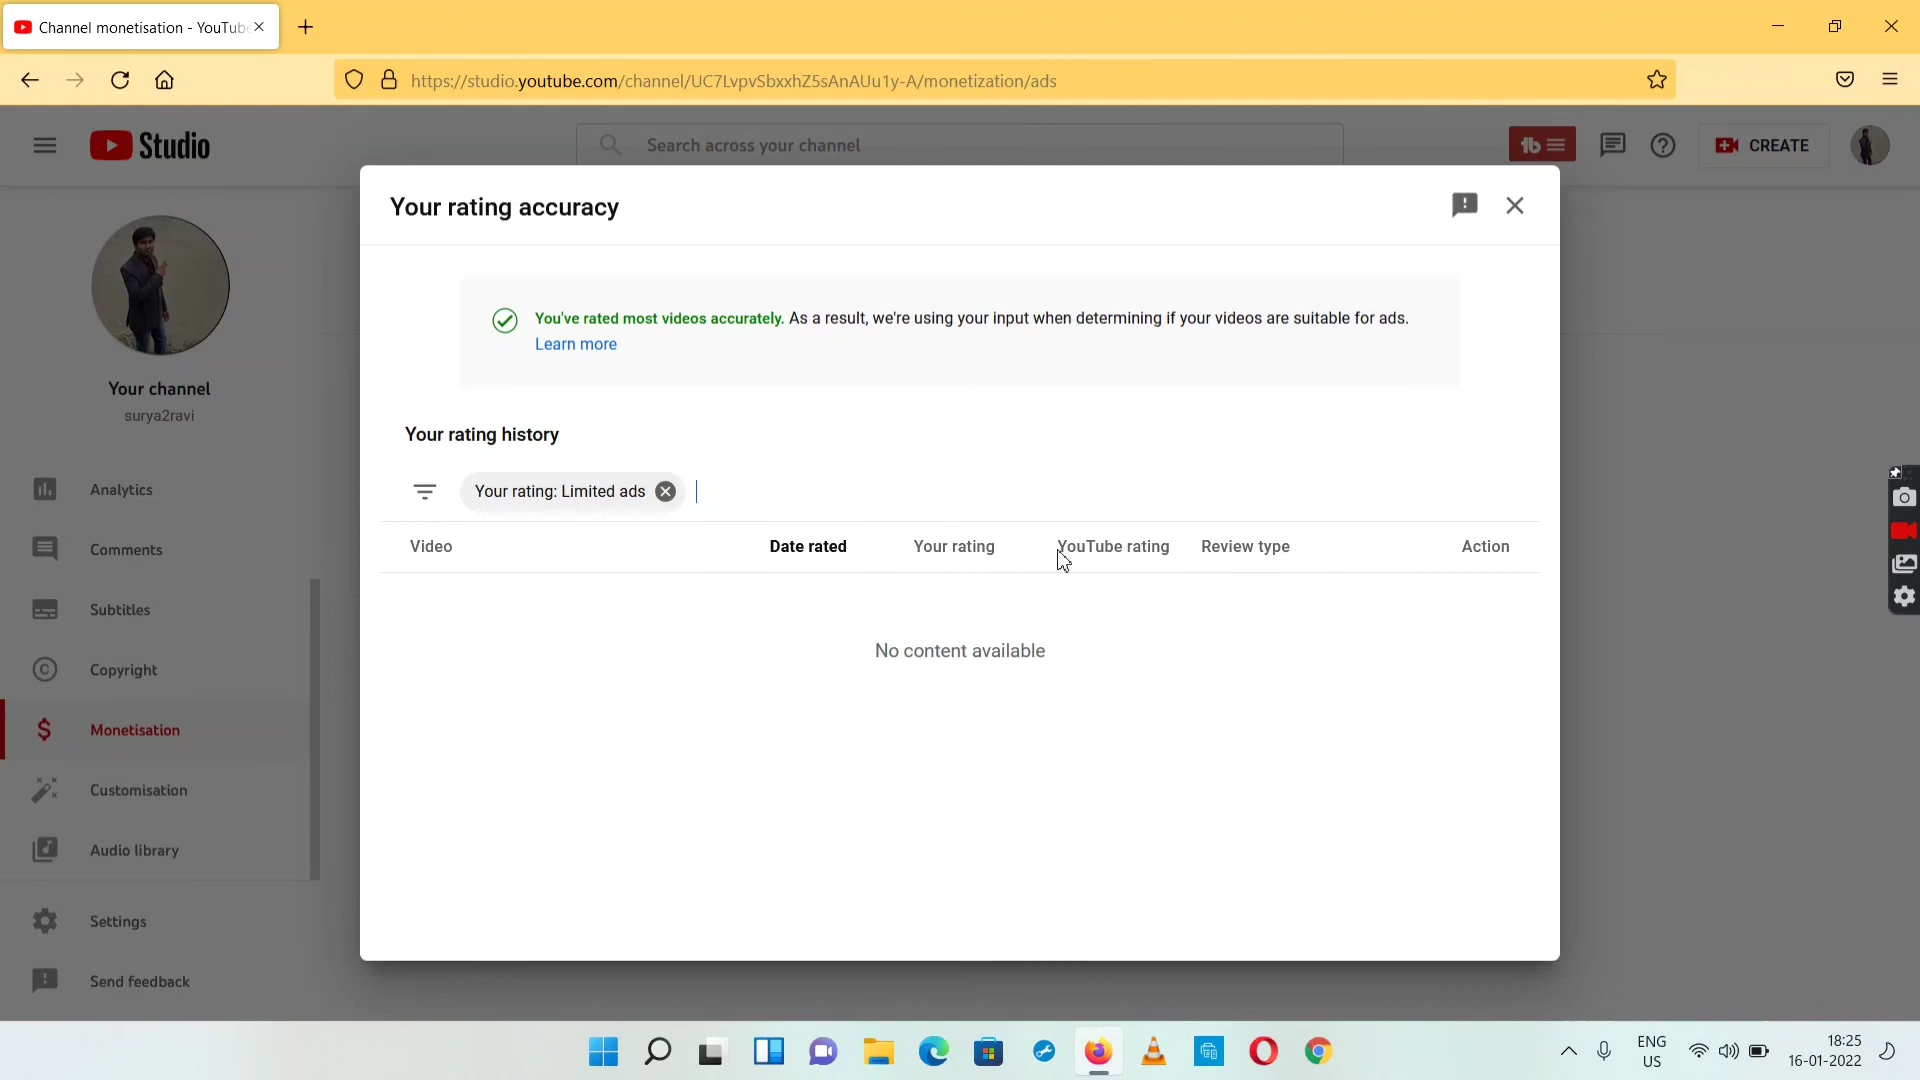 Channel monetisation - YouTube
https://studio.youtube.com/channel/UC7LvpvSbxxhZ5sAnAUu1y-A/monetization/ads
Studio
Search across your channel
CREATE
Your rating accuracy
You've rated most videos accurately. As a result, we're using your input when determining if your videos are suitable for ads.
Learn more
Your channel
surya2ravi
Your rating history
Your rating: Limited ads
Video Date rated Your rating YouTube rating Review type Action
No content available
Analytics
Comments
Subtitles
Copyright
Monetisation
Customisation
Audio library
Settings
Send feedback
ENG
US
18:25
16-01-2022